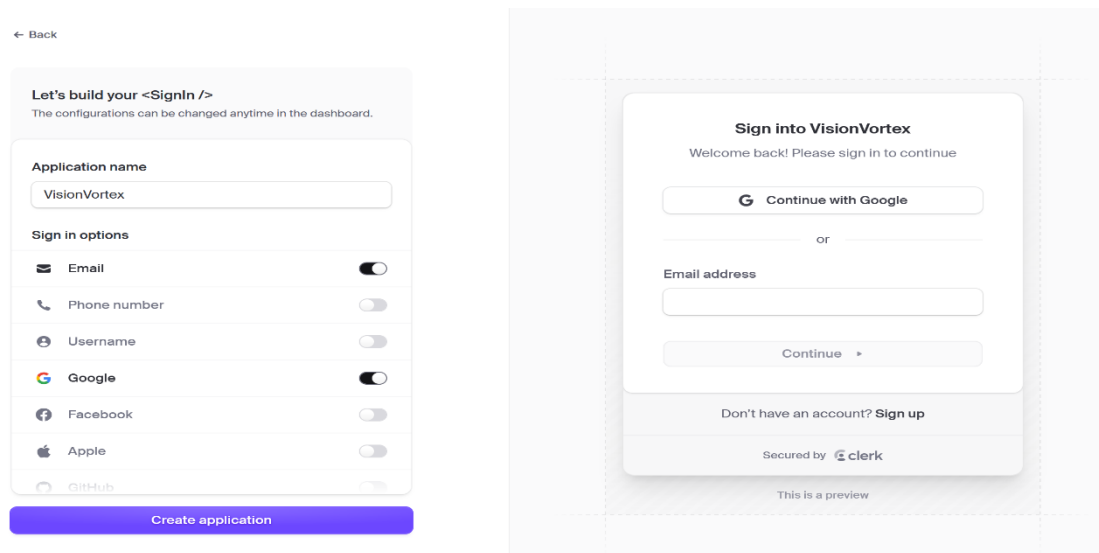 ← Back
Let's build your <SignIn />
The configurations can be changed anytime in the dashboard.
Application name
VisionVortex
Sign in options
Email
Phone number
Username
Google
Facebook
Apple
GitHub
Create application
Sign into VisionVortex
Welcome back! Please sign in to continue
Continue with Google
or
Email address
Continue
Don't have an account? Sign up
Secured by clerk
This is a preview